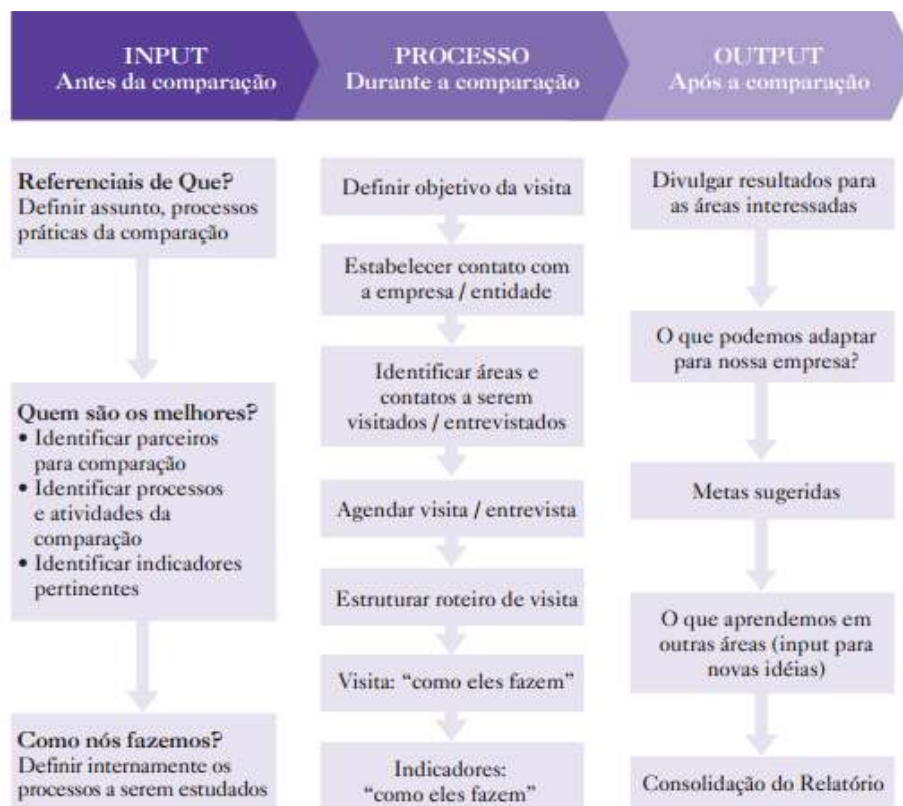 INPUT
Antes da comparação
PROCESSO
Durante a comparação
OUTPUT
Após a comparação
Referenciais de Que?
Definir assunto, processos
práticas da comparação
Quem são os melhores?
• Identificar parceiros
para comparação
• Identificar processos
e atividades da
comparação
• Identificar indicadores
pertinentes
Como nós fazemos?
Definir internamente os
processos a serem estudados
Definir objetivo da visita
Estabelecer contato com
a empresa / entidade
Identificar áreas e
contatos a serem
visitados / entrevistados
Agendar visita / entrevista
Estruturar roteiro de visita
Visita: “como eles fazem”
Indicadores:
“como eles fazem”
Divulgar resultados para
as áreas interessadas
O que podemos adaptar
para nossa empresa?
Metas sugeridas
O que aprendemos em
outras áreas (input para
novas idéias)
Consolidação do Relatório